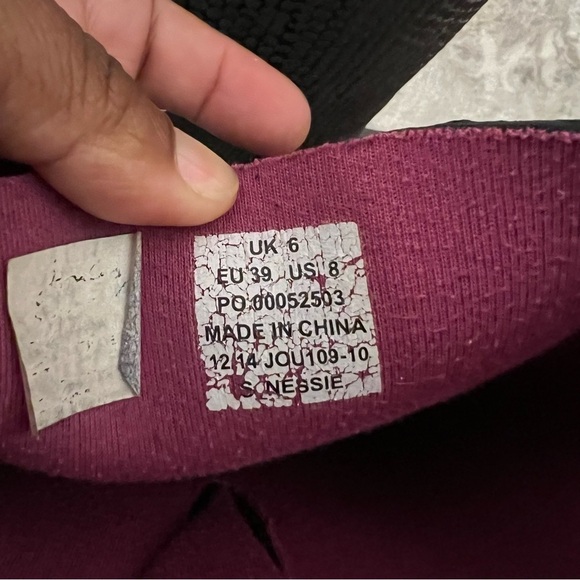 UK 6
EU 39 US 8
PO.00052503
MADE IN CHINA
12.14 JOU109-10
S. NESSIE